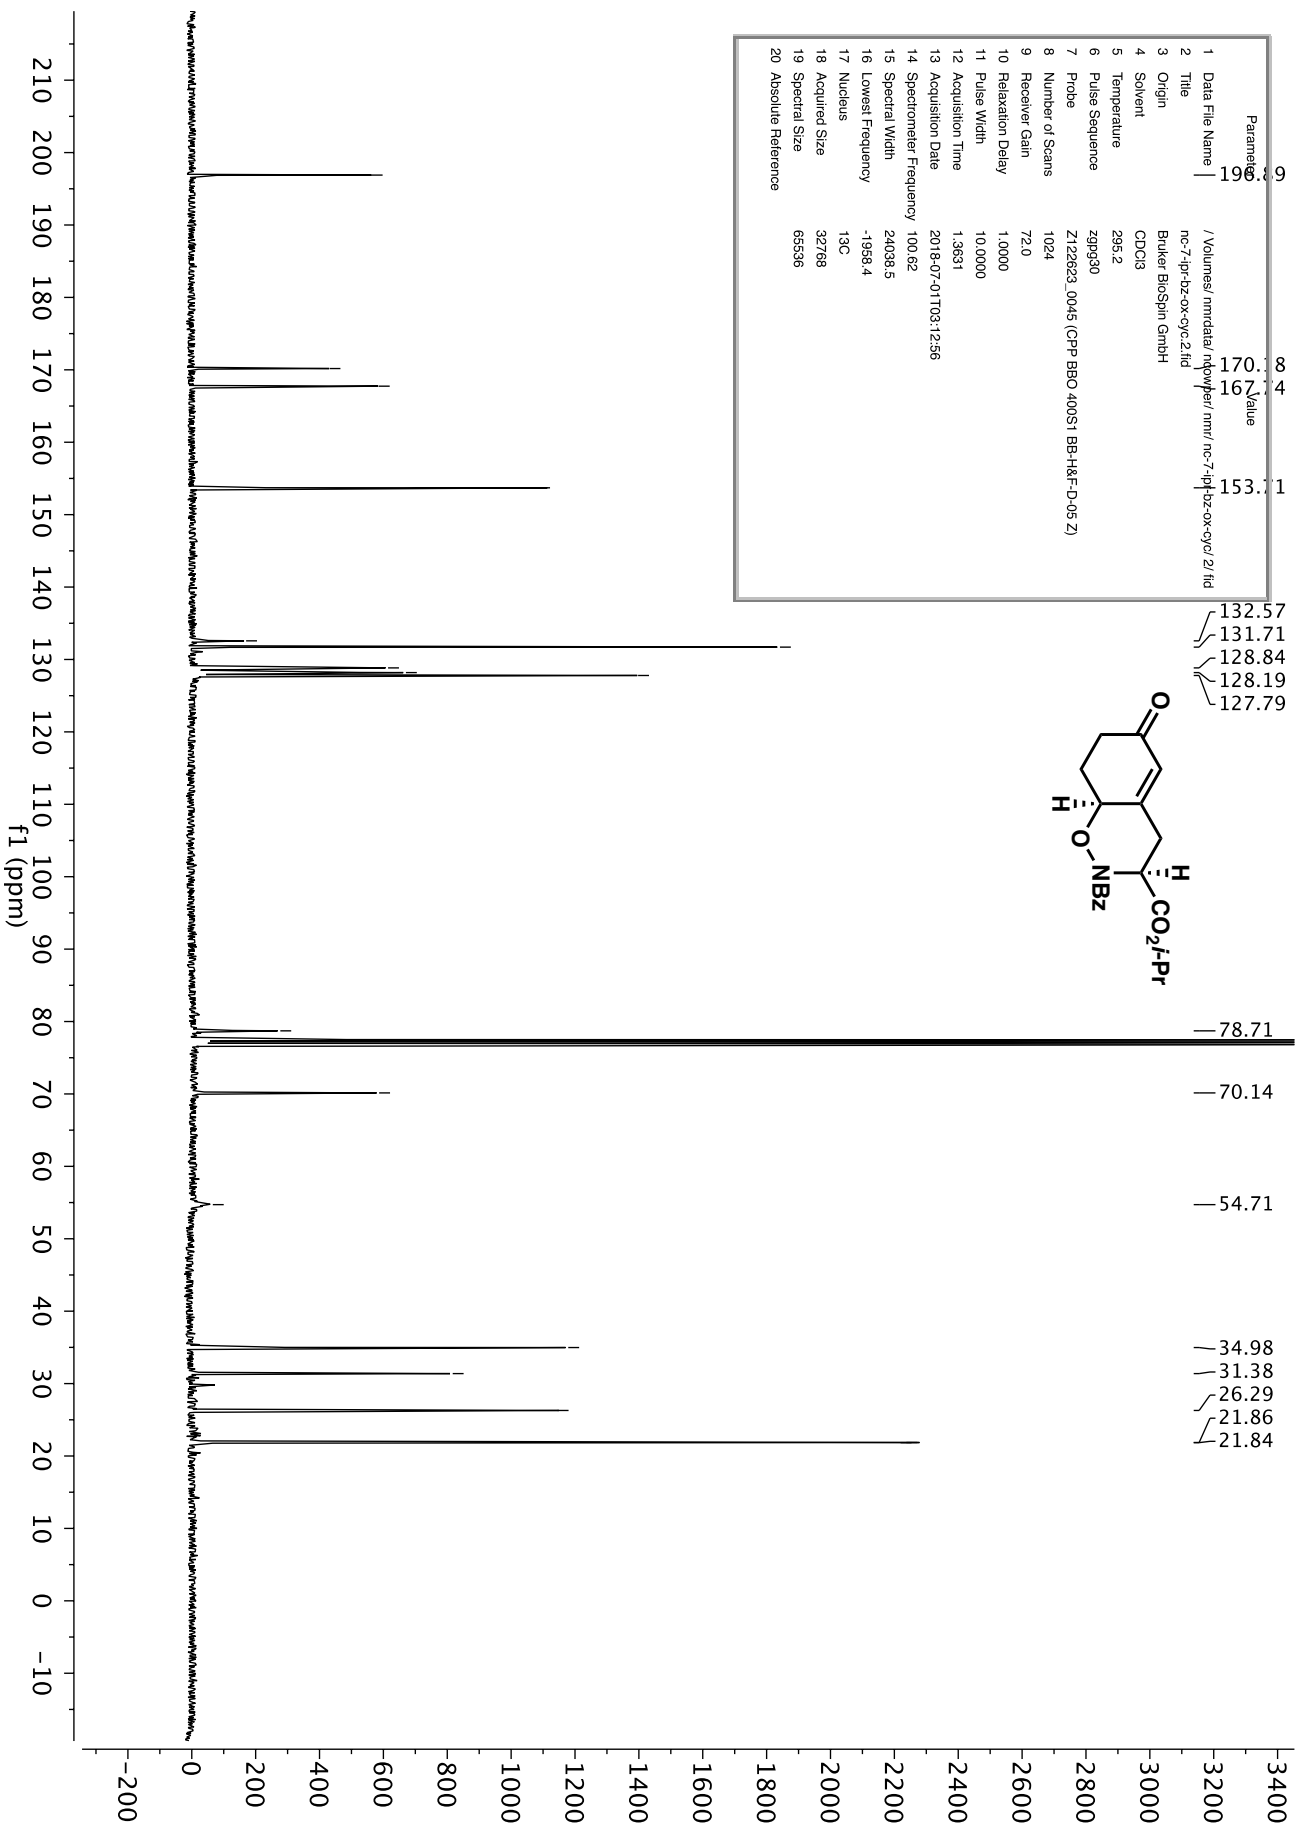 Parameter Value
1 Data File Name / Volumes/ nmrdata/ ncowper/ nmr/ nc-7-ipr-bz-ox-cyc/ 2/ fid
2 Title nc-7-ipr-bz-ox-cyc.2.fid
3 Origin Bruker BioSpin GmbH
4 Solvent CDCl3
5 Temperature 295.2
6 Pulse Sequence zgpg30
7 Probe Z122623_0045 (CPP BBO 400S1 BB-H&F-D-05 Z)
8 Number of Scans 1024
9 Receiver Gain 72.0
10 Relaxation Delay 1.0000
11 Pulse Width 10.0000
12 Acquisition Time 1.3631
13 Acquisition Date 2018-07-01T03:12:56
14 Spectrometer Frequency 100.62
15 Spectral Width 24038.5
16 Lowest Frequency -1958.4
17 Nucleus 13C
18 Acquired Size 32768
19 Spectral Size 65536
20 Absolute Reference
196.89
170.18
167.74
153.71
132.57
131.71
128.84
128.19
127.79
78.71
70.14
54.71
34.98
31.38
26.29
21.86
21.84
O
H
CO2i-Pr
NBz
O
H
3400
3200
3000
2800
2600
2400
2200
2000
1800
1600
1400
1200
1000
800
600
400
200
0
-200
210 200 190 180 170 160 150 140 130 120 110 100 90 80 70 60 50 40 30 20 10 0 -10
f1 (ppm)